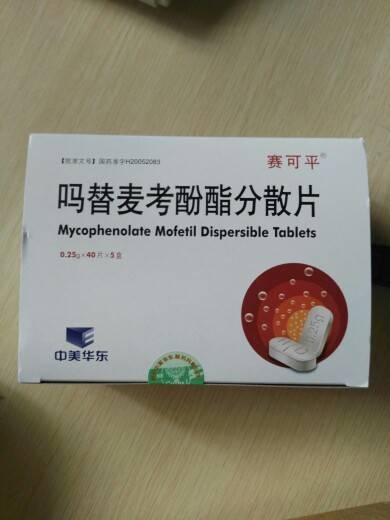 【批准文号】国药准字H20052083
赛可平®
吗替麦考酚酯分散片
Mycophenolate Mofetil Dispersible Tablets
0.25g×40片×5盒
0.25g
中美华东